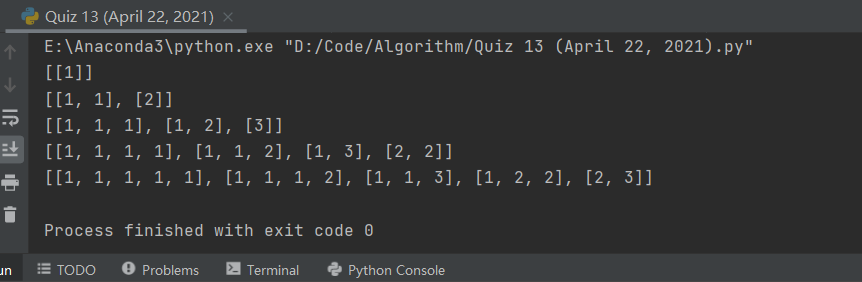 Quiz 13 (April 22, 2021)
E:\Anaconda3\python.exe "D:/Code/Algorithm/Quiz 13 (April 22, 2021).py"
[[1]]
[[1, 1], [2]]
[[1, 1, 1], [1, 2], [3]]
[[1, 1, 1, 1], [1, 1, 2], [1, 3], [2, 2]]
[[1, 1, 1, 1, 1], [1, 1, 1, 2], [1, 1, 3], [1, 2, 2], [2, 3]]
Process finished with exit code 0
un TODO Problems Terminal Python Console